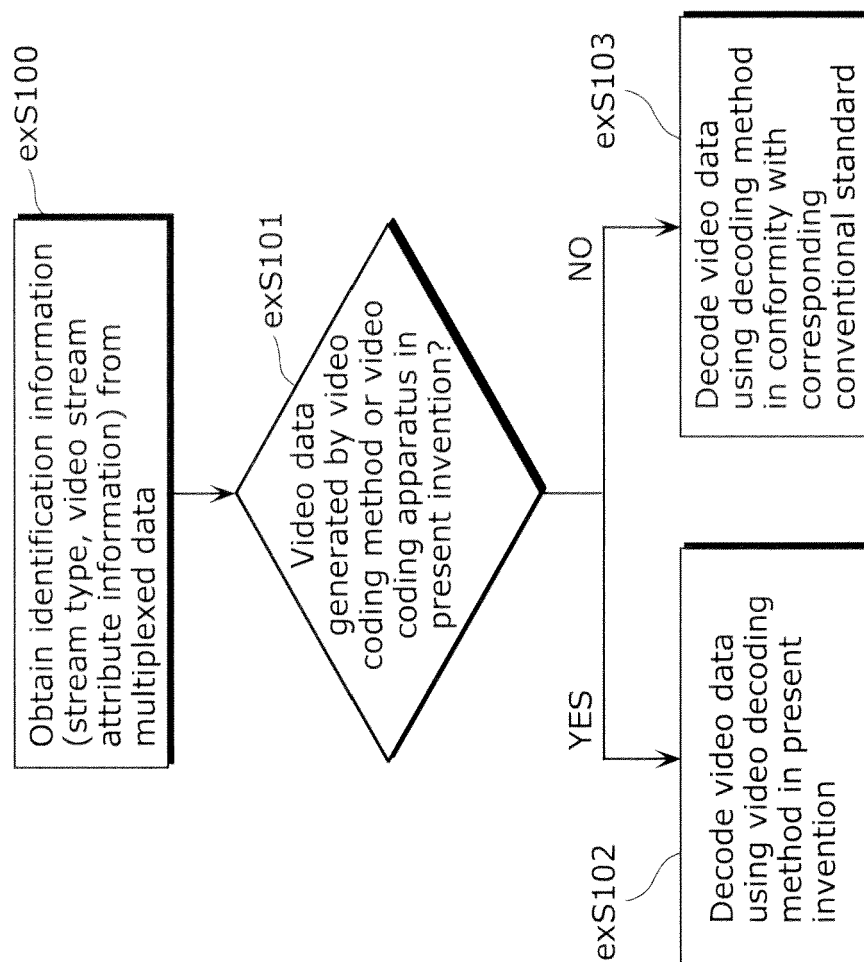 exS100
Obtain identification information
(stream type, video stream
attribute information) from
multiplexed data
exS101
Video data
generated by video
coding method or video
coding apparatus in
present invention?
YES
NO
exS102
Decode video data
using video decoding
method in present
invention
exS103
Decode video data
using decoding method
in conformity with
corresponding
conventional standard